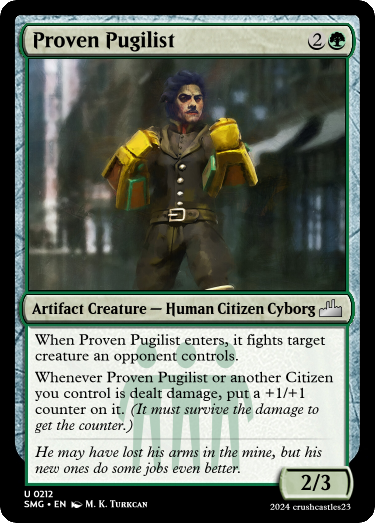 Proven Pugilist 2
Artifact Creature — Human Citizen Cyborg
When Proven Pugilist enters, it fights target
creature an opponent controls.
Whenever Proven Pugilist or another Citizen
you control is dealt damage, put a +1/+1
counter on it. (It must survive the damage to
get the counter.)
He may have lost his arms in the mine, but his
new ones do some jobs even better.
2/3
U 0212
SMG • EN M. K. Turkcan
2024 crushcastles23